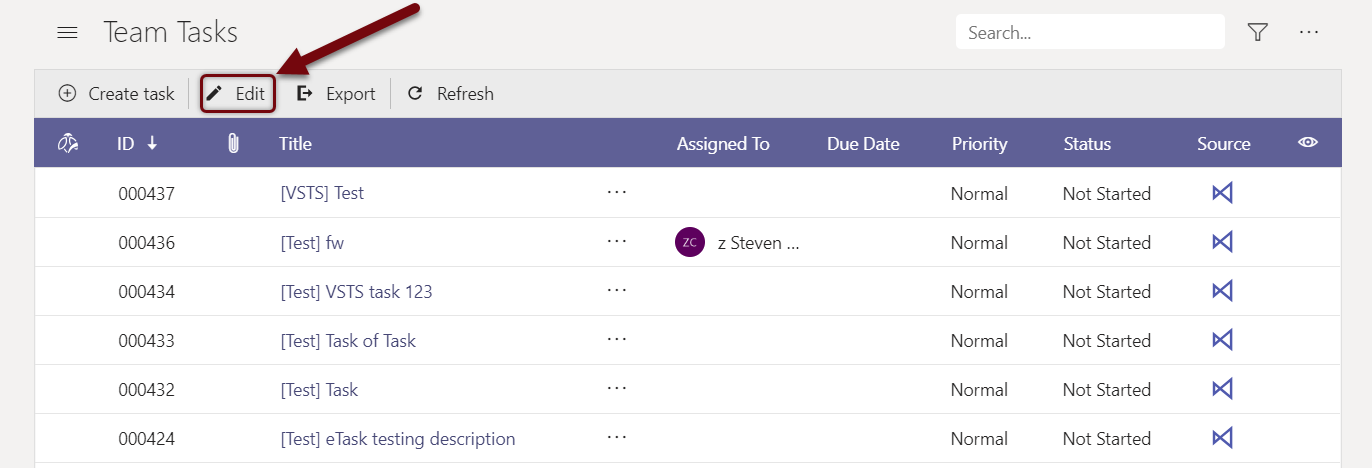 Team Tasks Search... ...
Create task Edit Export Refresh
ID Title Assigned To Due Date Priority Status Source
000437 [VSTS] Test ... Normal Not Started
000436 [Test] fw ... ZC z Steven ... Normal Not Started
000434 [Test] VSTS task 123 ... Normal Not Started
000433 [Test] Task of Task ... Normal Not Started
000432 [Test] Task ... Normal Not Started
000424 [Test] eTask testing description ... Normal Not Started